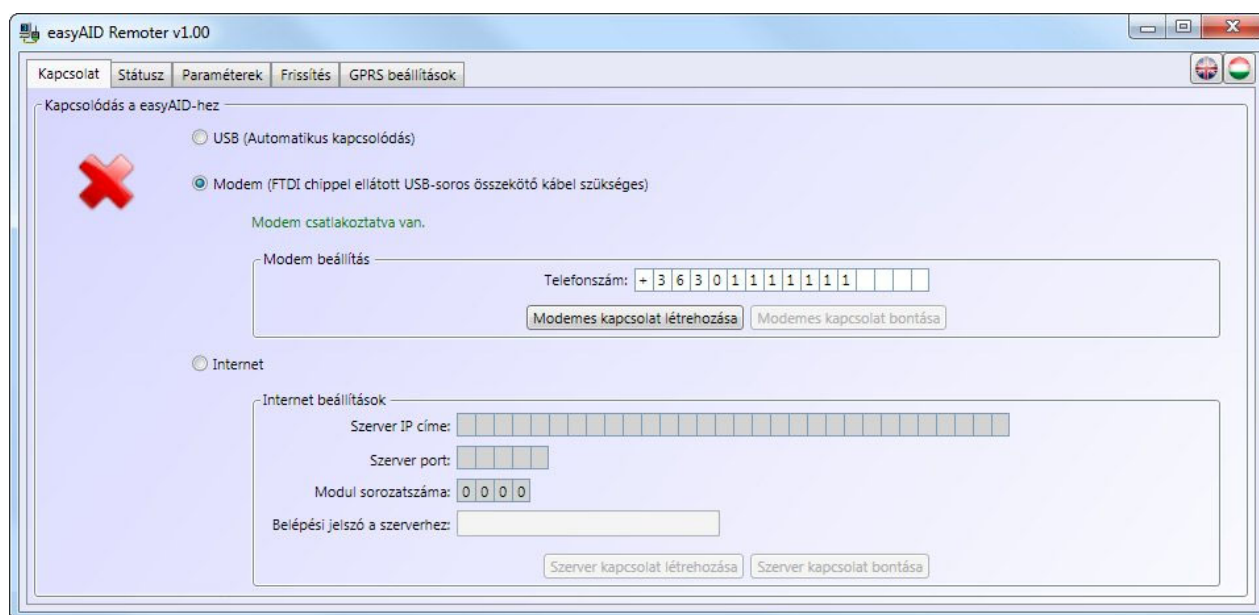 easyAID Remoter v1.00
Kapcsolat Státusz Paraméterek Frissítés GPRS beállítások
Kapcsolódás a easyAID-hez
USB (Automatikus kapcsolódás)
Modem (FTDI chippel ellátott USB-soros összekötő kábel szükséges)
Modem csatlakoztatva van.
Modem beállítás
Telefonszám: +36301111111
Modemes kapcsolat létrehozása Modemes kapcsolat bontása
Internet
Internet beállítások
Szerver IP címe:
Szerver port:
Modul sorozatszáma: 0000
Belépési jelszó a szerverhez:
Szerver kapcsolat létrehozása Szerver kapcsolat bontása